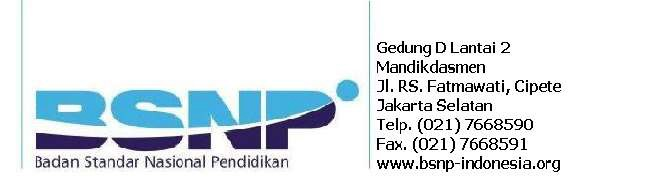 BSNP
Badan Standar Nasional Pendidikan
Gedung D Lantai 2
Mandikdasmen
Jl. RS. Fatmawati, Cipete
Jakarta Selatan
Telp. (021) 7668590
Fax. (021) 7668591
www.bsnp-indonesia.org